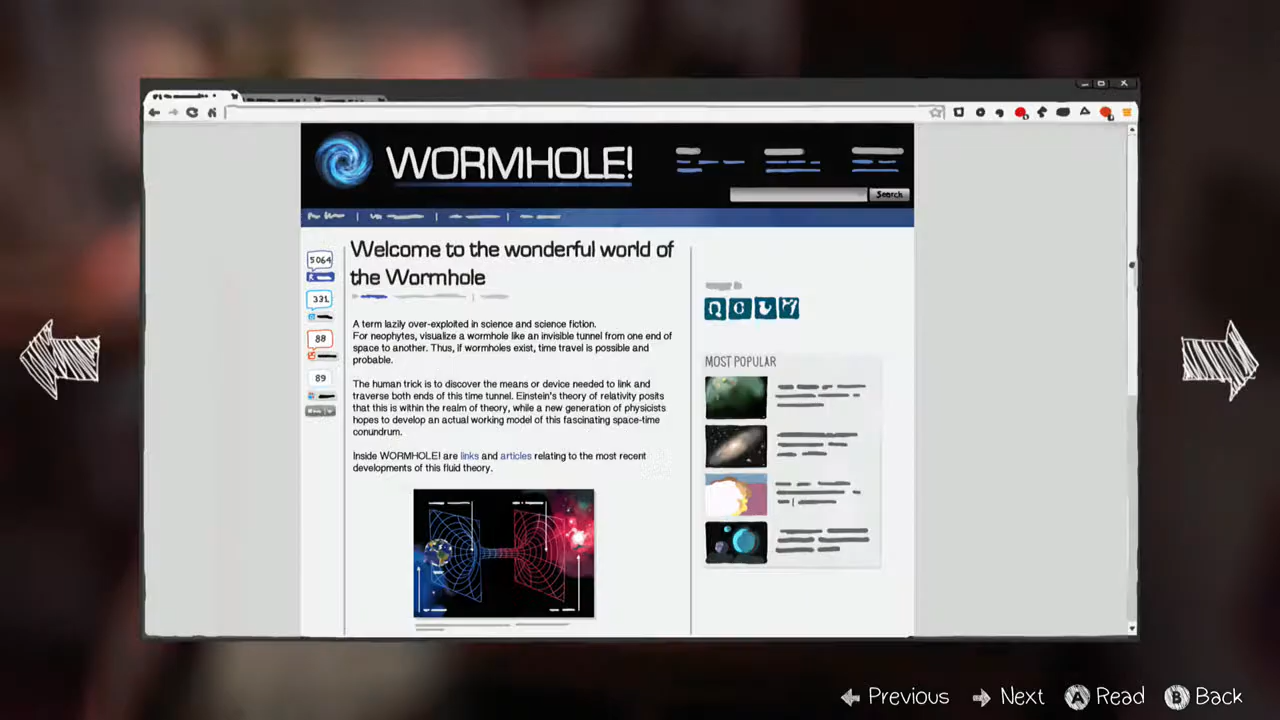 WORMHOLE!
Search
Welcome to the wonderful world of
the Wormhole
5064
331
88
89
A term lazily over-exploited in science and science fiction.
For neophytes, visualize a wormhole like an invisible tunnel from one end of
space to another. Thus, if wormholes exist, time travel is possible and
probable.
The human trick is to discover the means or device needed to link and
traverse both ends of this time tunnel. Einstein's theory of relativity posits
that this is within the realm of theory, while a new generation of physicists
hopes to develop an actual working model of this fascinating space-time
conundrum.
Inside WORMHOLE! are links and articles relating to the most recent
developments of this fluid theory.
MOST POPULAR
Previous Next A Read B Back